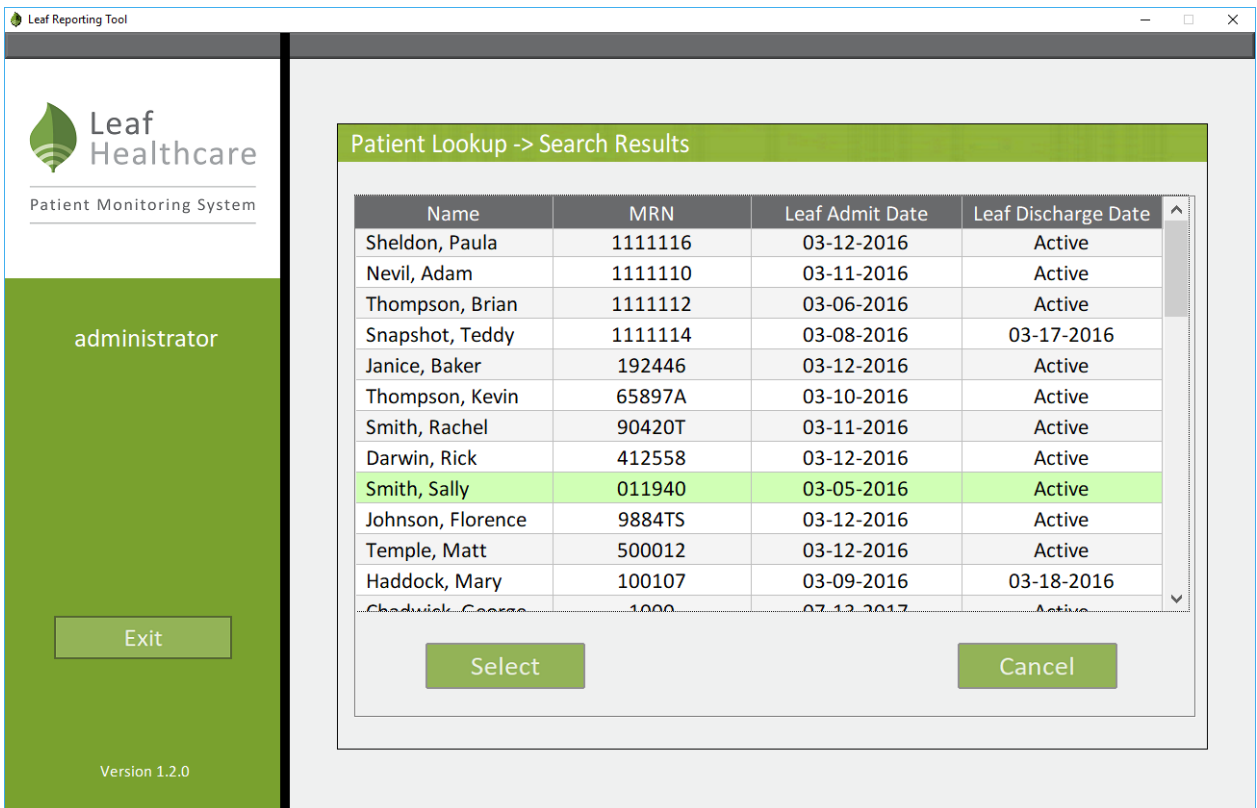 Leaf Reporting Tool
Leaf
Healthcare
Patient Monitoring System
administrator
Exit
Version 1.2.0
Patient Lookup -> Search Results
Name MRN Leaf Admit Date Leaf Discharge Date
Sheldon, Paula 1111116 03-12-2016 Active
Nevil, Adam 1111110 03-11-2016 Active
Thompson, Brian 1111112 03-06-2016 Active
Snapshot, Teddy 1111114 03-08-2016 03-17-2016
Janice, Baker 192446 03-12-2016 Active
Thompson, Kevin 65897A 03-10-2016 Active
Smith, Rachel 90420T 03-11-2016 Active
Darwin, Rick 412558 03-12-2016 Active
Smith, Sally 011940 03-05-2016 Active
Johnson, Florence 9884TS 03-12-2016 Active
Temple, Matt 500012 03-12-2016 Active
Haddock, Mary 100107 03-09-2016 03-18-2016
Chadwick, George Active
Select Cancel